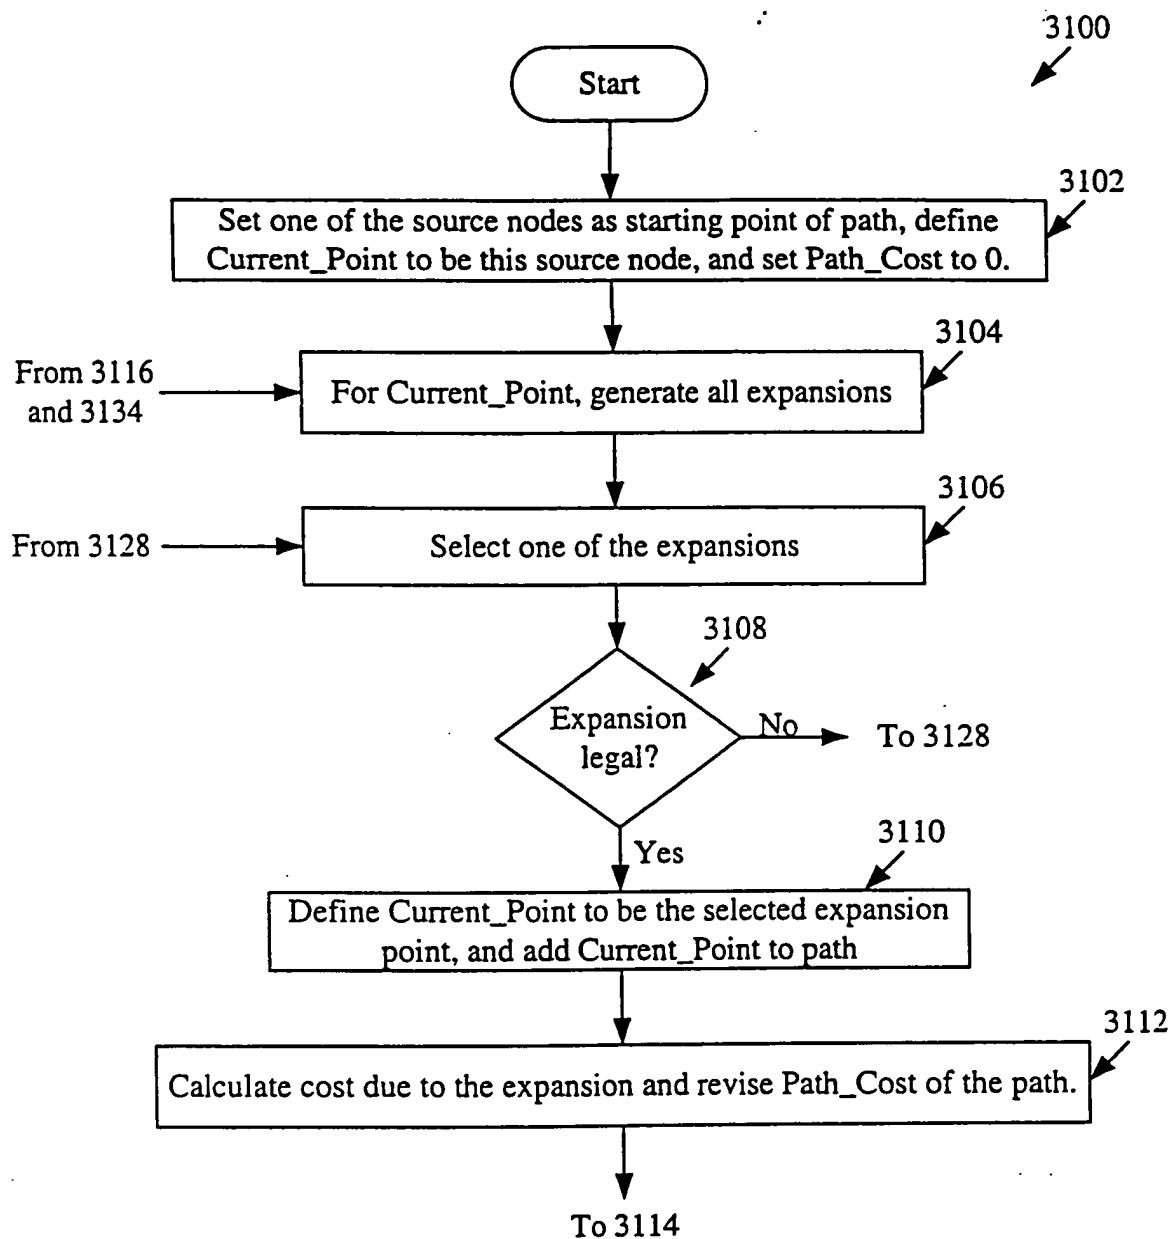 3100
Start
3102
Set one of the source nodes as starting point of path, define
Current_Point to be this source node, and set Path_Cost to 0.
3104
From 3116
and 3134
For Current_Point, generate all expansions
3106
From 3128
Select one of the expansions
3108
Expansion
legal?
No
To 3128
Yes
3110
Define Current_Point to be the selected expansion
point, and add Current_Point to path
3112
Calculate cost due to the expansion and revise Path_Cost of the path.
To 3114